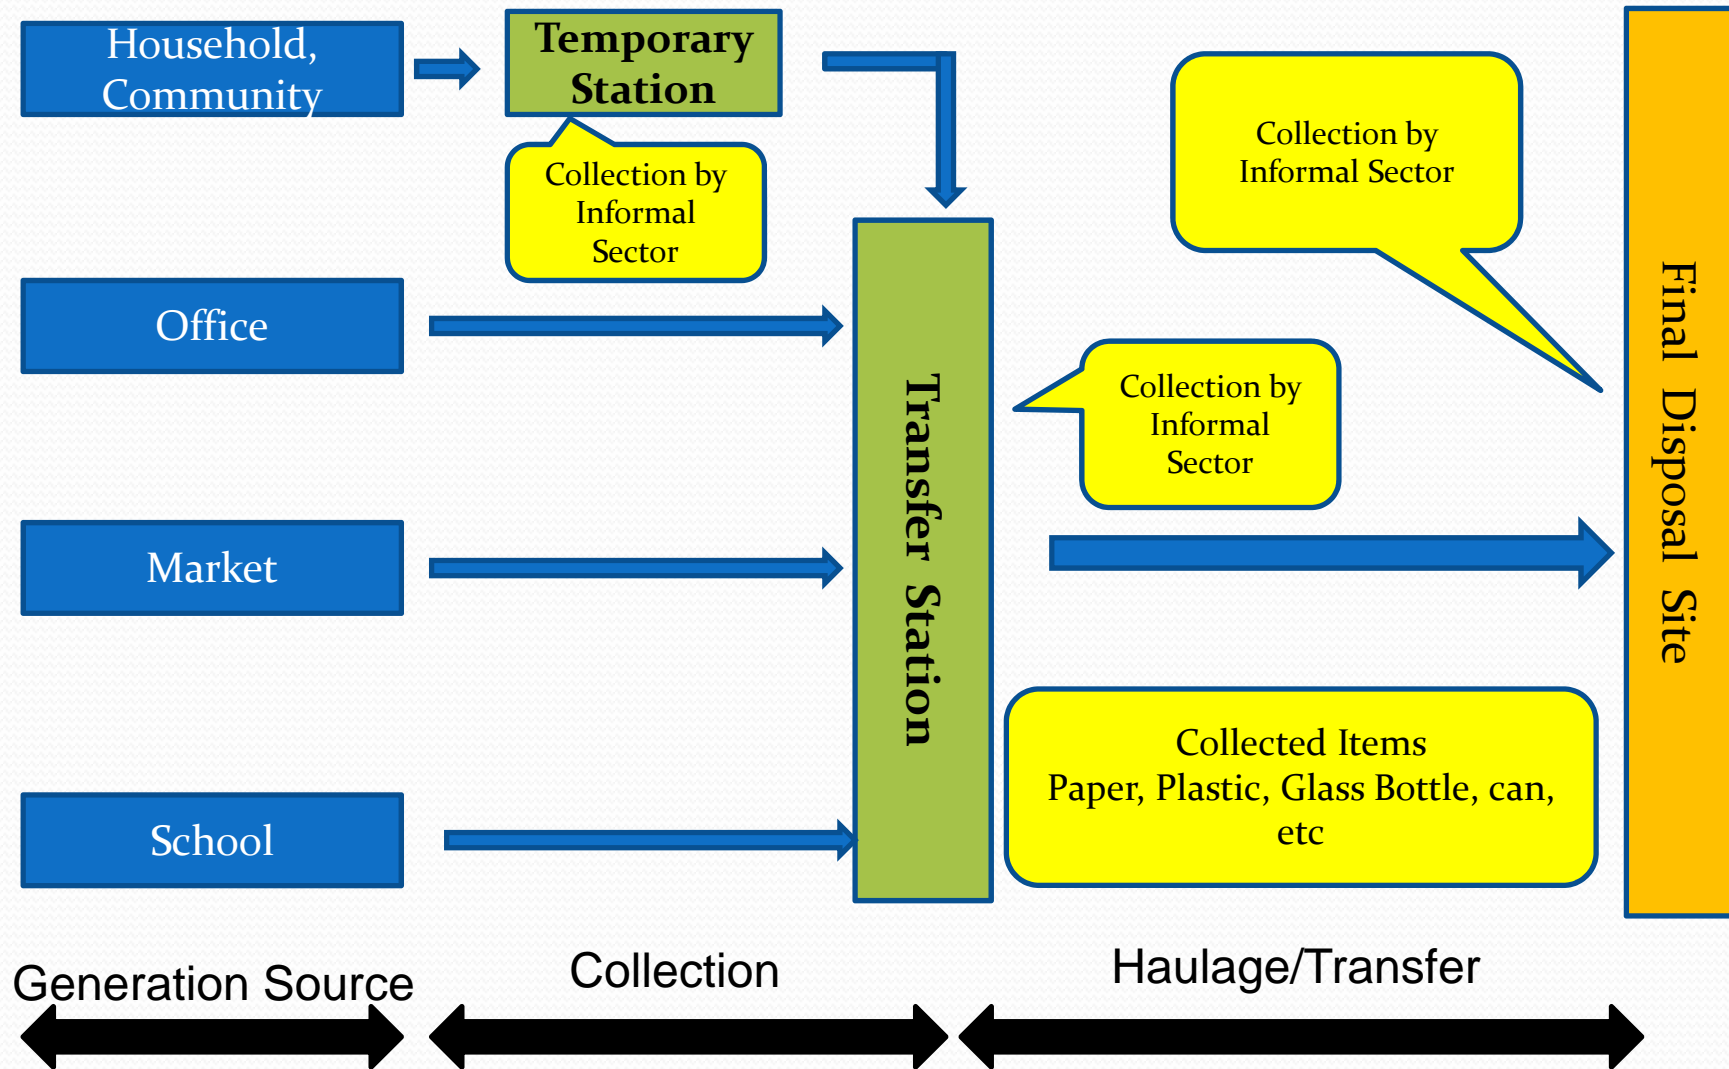 Household,
Community
Temporary
Station
Collection by
Informal
Sector
Collection by
Informal Sector
Office
Collection by
Informal
Sector
Transfer Station
Final Disposal Site
Market
Collected Items
Paper, Plastic, Glass Bottle, can,
etc
School
Generation Source
Collection
Haulage/Transfer